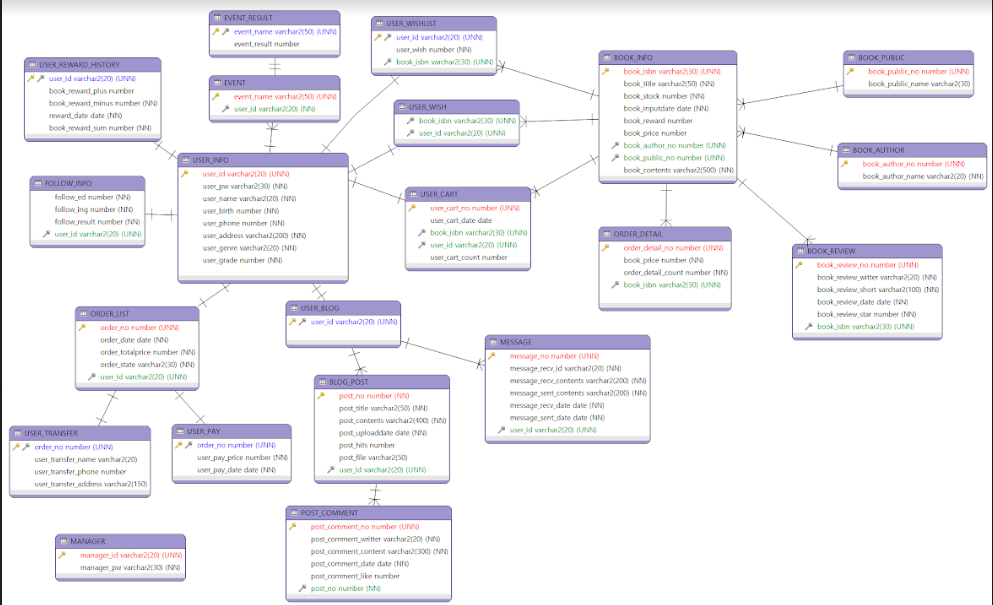 EVENT_RESULT
event_name varchar2(50) (UNN)
event_result number
USER_WISHLIST
user_id varchar2(20) (UNN)
user_wish number (NN)
book_isbn varchar2(30) (UNN)
USER_REWARD_HISTORY
user_id varchar2(20) (UNN)
book_reward_plus number
book_reward_minus number (NN)
reward_date date (NN)
book_reward_sum number (NN)
EVENT
event_name varchar2(50) (UNN)
user_id varchar2(20) (NN)
BOOK_INFO
book_isbn varchar2(30) (UNN)
book_title varchar2(50) (NN)
book_stock number (NN)
book_inputdate date (NN)
book_reward number
book_price number
book_author_no number (UNN)
book_public_no number (UNN)
book_contents varchar2(500) (NN)
BOOK_PUBLIC
book_public_no number (UNN)
book_public_name varchar2(30)
USER_WISH
book_isbn varchar2(30) (UNN)
user_id varchar2(20) (UNN)
BOOK_AUTHOR
book_author_no number (UNN)
book_author_name varchar2(20) (NN)
USER_INFO
user_id varchar2(20) (UNN)
user_pw varchar2(30) (NN)
user_name varchar2(20) (NN)
user_birth number (NN)
user_phone number (NN)
user_address varchar2(200) (NN)
user_genre varchar2(20) (NN)
user_grade number (NN)
FOLLOW_INFO
follow_ed number (NN)
follow_ing number (NN)
follow_result number (NN)
user_id varchar2(20) (UNN)
USER_CART
user_cart_no number (UNN)
user_cart_date date
book_isbn varchar2(30) (UNN)
user_id varchar2(20) (UNN)
user_cart_count number
ORDER_DETAIL
order_detail_no number (UNN)
book_price number (NN)
order_detail_count number (NN)
book_isbn varchar2(30) (UNN)
BOOK_REVIEW
book_review_no number (UNN)
book_review_witter varchar2(20) (NN)
book_review_short varchar2(100) (NN)
book_review_date date (NN)
book_review_star number (NN)
book_isbn varchar2(30) (UNN)
ORDER_LIST
order_no number (UNN)
order_date date (NN)
order_totalprice number (NN)
order_state varchar2(30) (NN)
user_id varchar2(20) (UNN)
USER_BLOG
user_id varchar2(20) (UNN)
MESSAGE
message_no number (UNN)
message_recv_id varchar2(20) (NN)
message_recv_contents varchar2(200) (NN)
message_sent_contents varchar2(200) (NN)
message_recv_date date (NN)
message_sent_date date (NN)
user_id varchar2(20) (UNN)
BLOG_POST
post_no number (UNN)
post_title varchar2(50) (NN)
post_contents varchar2(400) (NN)
post_uploaddate date (NN)
post_hits number
post_file varchar2(50)
user_id varchar2(20) (UNN)
USER_TRANSFER
order_no number (UNN)
user_transfer_name varchar2(20)
user_transfer_phone number
user_transfer_address varchar2(150)
USER_PAY
order_no number (UNN)
user_pay_price number (NN)
user_pay_date date (NN)
POST_COMMENT
post_comment_no number (UNN)
post_comment_witter varchar2(20) (NN)
post_comment_content varchar2(300) (NN)
post_comment_date date (NN)
post_comment_like number
post_no number (NN)
MANAGER
manager_id varchar2(20) (UNN)
manager_pw varchar2(30) (NN)